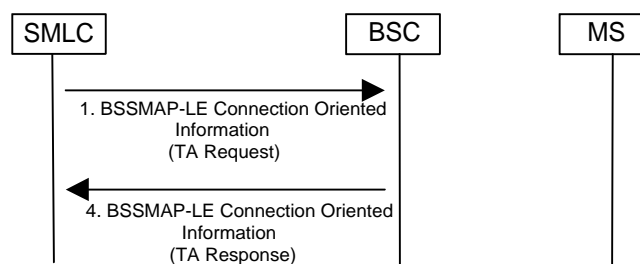 SMLC
BSC
MS
1. BSSMAP-LE Connection Oriented
Information
(TA Request)
4. BSSMAP-LE Connection Oriented
Information
(TA Response)